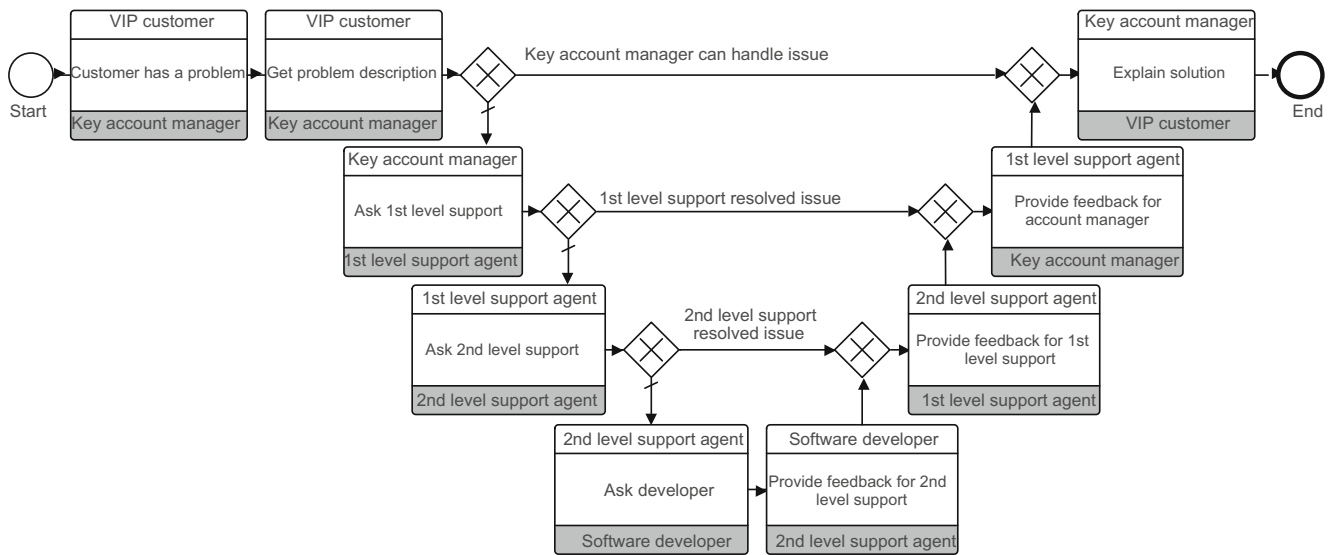 VIP customer
Customer has a problem
Key account manager
VIP customer
Get problem description
Key account manager
Key account manager can handle issue
Key account manager
Explain solution
VIP customer
Start
End
Key account manager
Ask 1st level support
1st level support agent
1st level support resolved issue
1st level support agent
Provide feedback for
account manager
Key account manager
1st level support agent
Ask 2nd level support
2nd level support agent
2nd level support
resolved issue
2nd level support agent
Provide feedback for 1st
level support
1st level support agent
2nd level support agent
Ask developer
Software developer
Software developer
Provide feedback for 2nd
level support
2nd level support agent